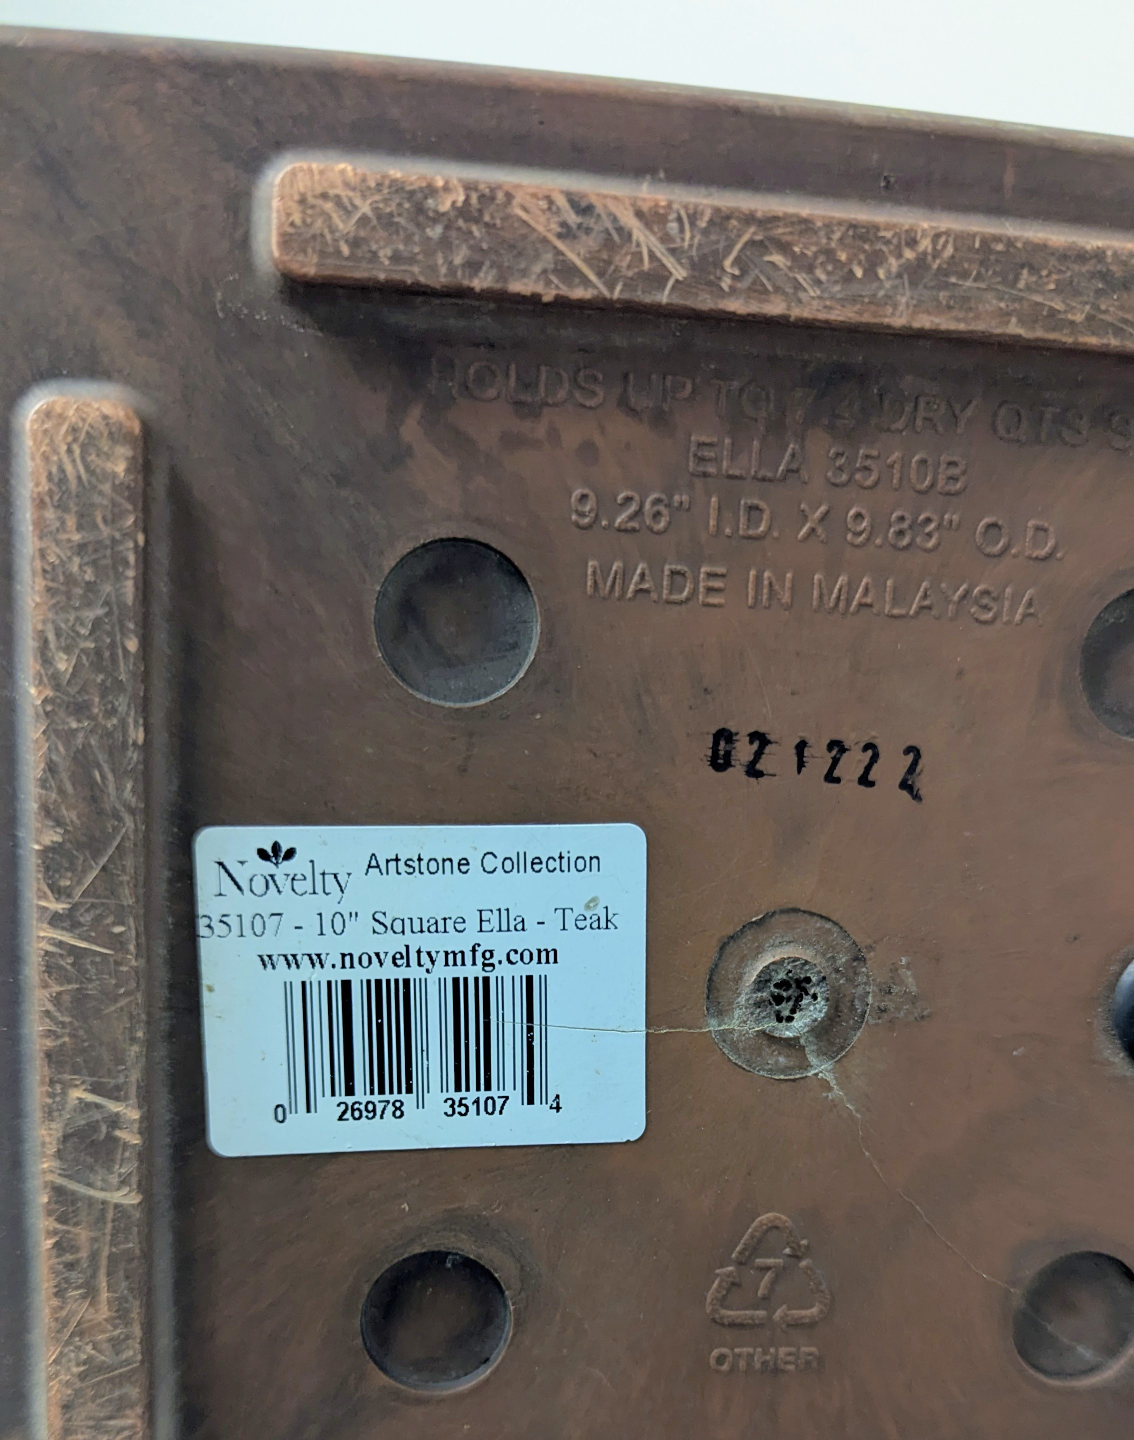 HOLDS UP TO 7.4 DRY QTS
ELLA 3510B
9.26" I.D. X 9.83" O.D.
MADE IN MALAYSIA
021222
Novelty Artstone Collection
35107 - 10" Square Ella - Teak
www.noveltymfg.com
0 26978 35107 4
7
OTHER